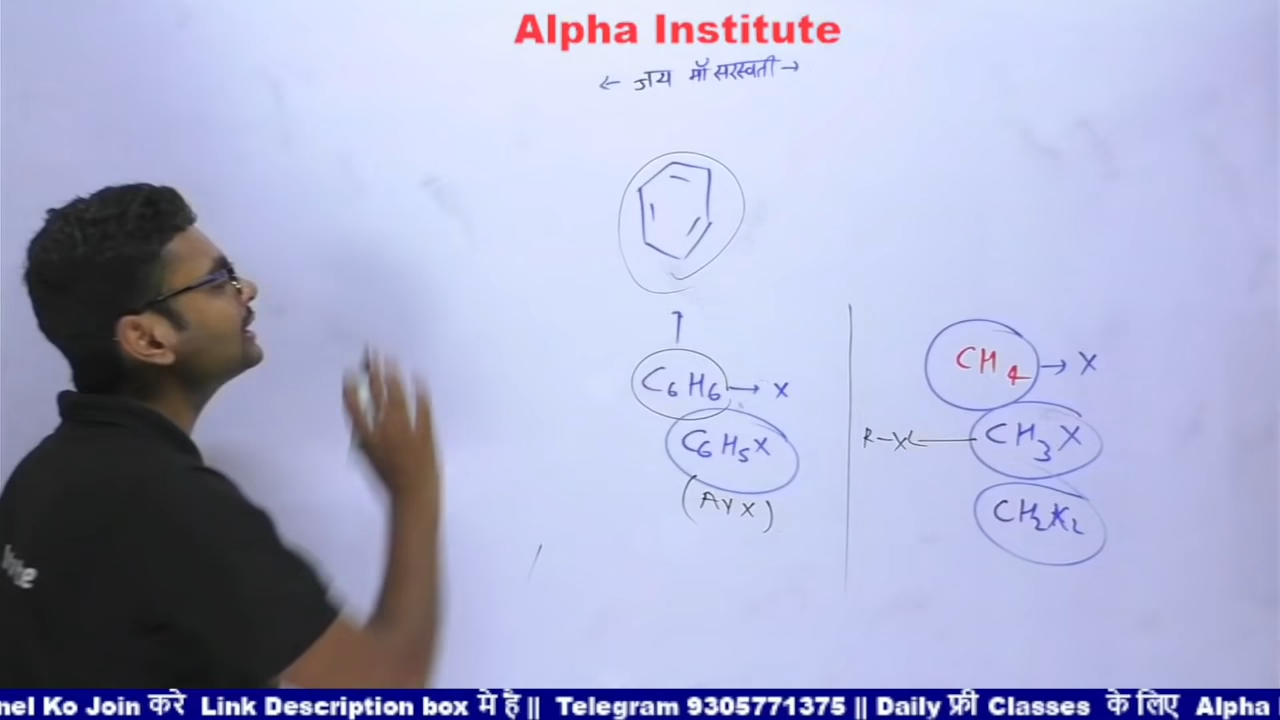 Alpha Institute
← जय माँ सरस्वती →
C6H6 → X
C6H5X
(ArX)
CH4 → X
R-X CH3X
CH2X2
nel Ko Join करे Link Description box मे है || Telegram 9305771375 || Daily फ्री Classes के लिए Alpha